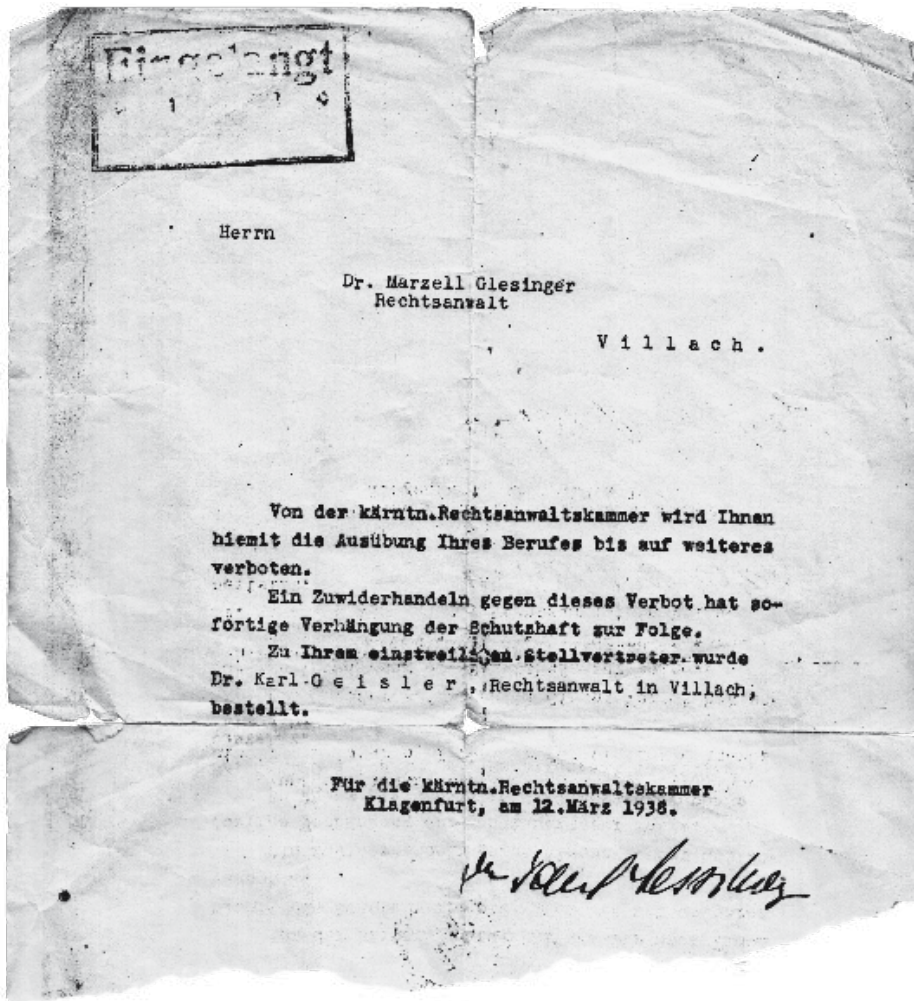 Eingelangt
Herrn
Dr. Marzell Glesinger
Rechtsanwalt
V i l l a c h .
Von der kärntn.Rechtsanwaltskammer wird Ihnen
hiemit die Ausübung Ihres Berufes bis auf weiteres
verboten.
Ein Zuwiderhandeln gegen dieses Verbot hat so-
fortige Verhängung der Schutzhaft zur Folge.
Zu Ihrem einstweiligen Stellvertreter wurde
Dr. Karl G e i s l e r , Rechtsanwalt in Villach,
bestellt.
Für die kärntn.Rechtsanwaltskammer
Klagenfurt, am 12.März 1938.